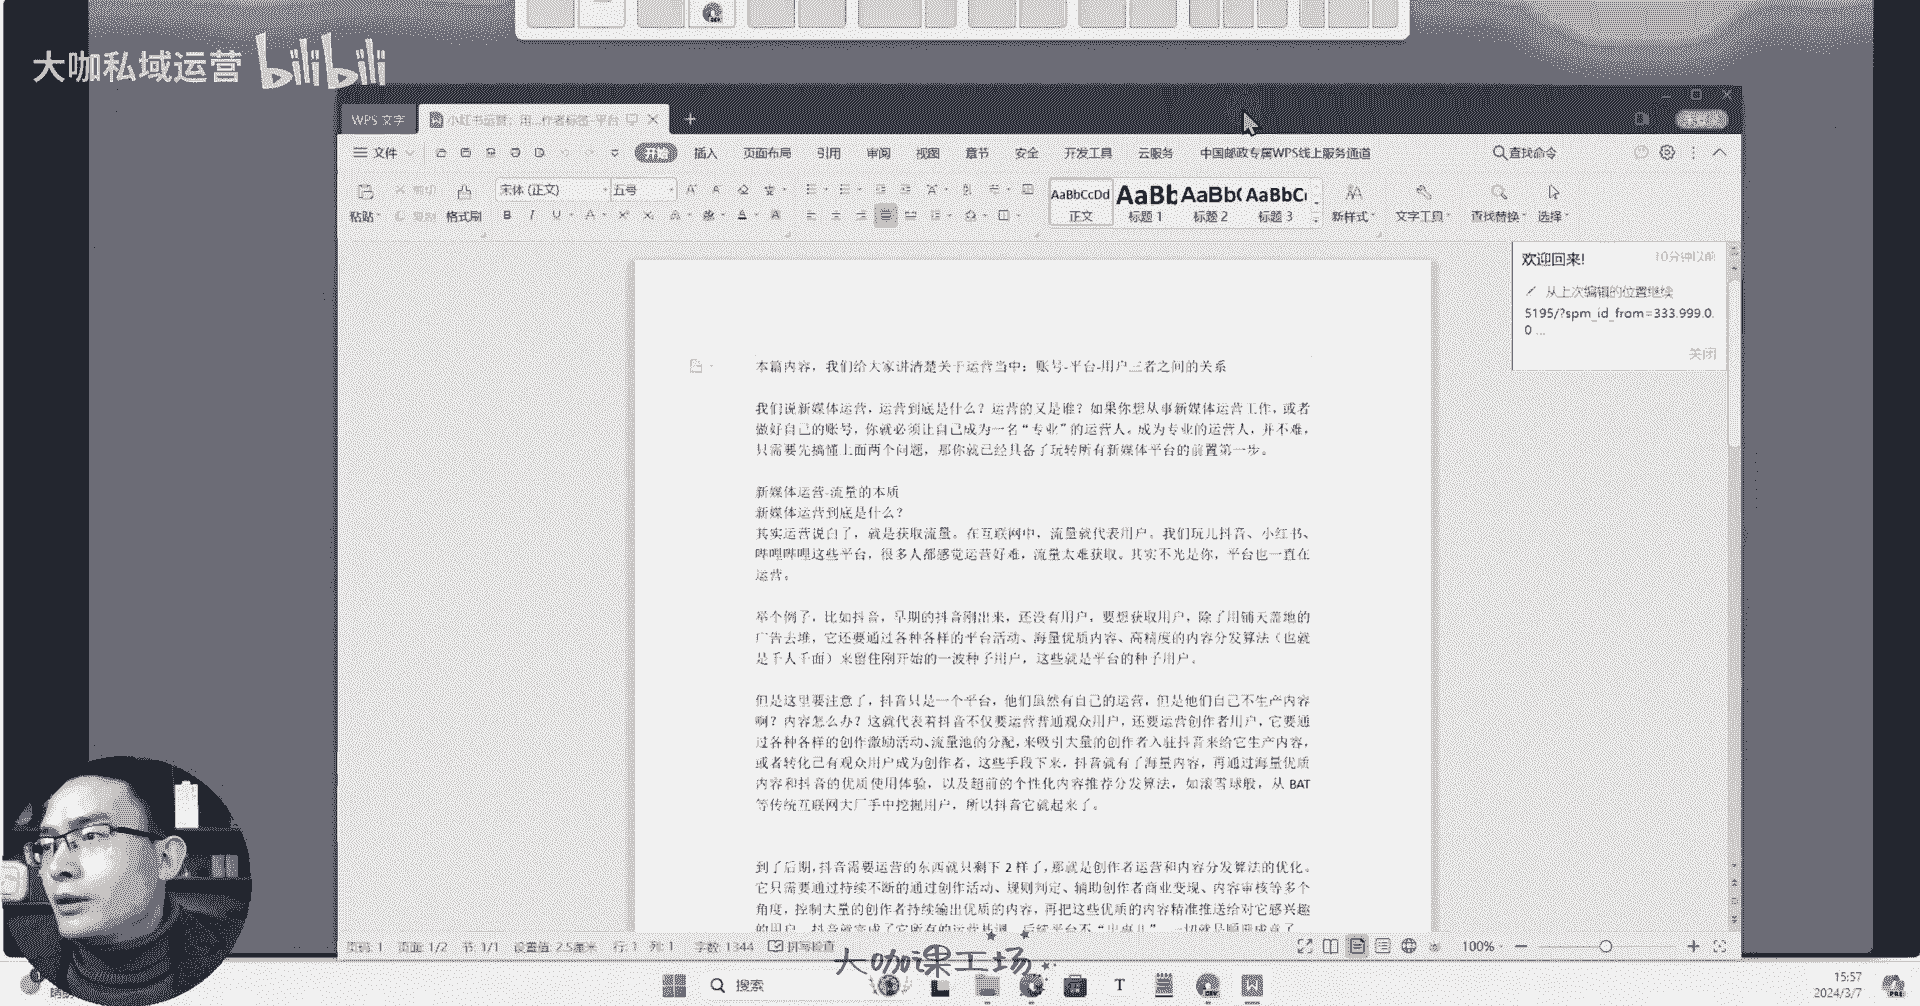 大咖私域运营 bilibili
WPS 文字
小红书运营：用...作者标签-平台
文件
开始 插入 页面布局 引用 审阅 视图 章节 安全 开发工具 云服务 中国邮政专属WPS线上服务通道 查找命令
剪切
宋体 (正文) 五号
粘贴 复制 格式刷
AaBbCcDd AaBb AaBb( AaBbC
正文 标题 1 标题 2 标题 3 新样式 文字工具 查找替换 选择
欢迎回来! 10分钟以前
从上次编辑的位置继续
5195/?spm_id_from=333.999.0.
0 ...
关闭
本篇内容，我们给大家讲清楚关于运营当中：账号-平台-用户三者之间的关系
我们说新媒体运营，运营到底是什么？运营的又是谁？如果你想从事新媒体运营工作，或者
做好自己的账号，你就必须让自己成为一名“专业”的运营人。成为专业的运营人，并不难，
只需要先搞懂上面两个问题，那你就已经具备了玩转所有新媒体平台的前置第一步。
新媒体运营-流量的本质
新媒体运营到底是什么？
其实运营说白了，就是获取流量。在互联网中，流量就代表用户。我们玩儿抖音、小红书、
哔哩哔哩这些平台，很多人都感觉运营好难，流量太难获取。其实不光是你，平台也一直在
运营。
举个例子，比如抖音，早期的抖音刚出来，还没有用户，要想获取用户，除了用铺天盖地的
广告去堆，它还要通过各种各样的平台活动、海量优质内容、高精度的内容分发算法（也就
是千人千面）来留住刚开始的一波种子用户，这些就是平台的种子用户。
但是这里要注意了，抖音只是一个平台，他们虽然有自己的运营，但是他们自己不生产内容
啊？内容怎么办？这就代表着抖音不仅要运营普通观众用户，还要运营创作者用户，它要通
过各种各样的创作激励活动、流量池的分配，来吸引大量的创作者入驻抖音来给它生产内容，
或者转化已有观众用户成为创作者，这些手段下来，抖音就有了海量内容，再通过海量优质
内容和抖音的优质使用体验，以及超前的个性化内容推荐分发算法，如滚雪球般，从 BAT
等传统互联网大厂手中挖掘用户，所以抖音它就起来了。
到了后期，抖音需要运营的东西就只剩下 2 样了，那就是创作者运营和内容分发算法的优化。
它只需要通过持续不断的通过创作活动、规则判定、辅助创作者商业变现、内容审核等多个
角度，控制大量的创作者持续输出优质的内容，再把这些优质的内容精准推送给对它感兴趣
的用户，抖音就完成了它所有的运营
页码: 1 页面: 1/2 节: 1/1 设置值: 2.5厘米 行: 1 列: 1 字数: 1344 拼写检查 100%
大咖课工场
搜索
15:57
2024/3/7